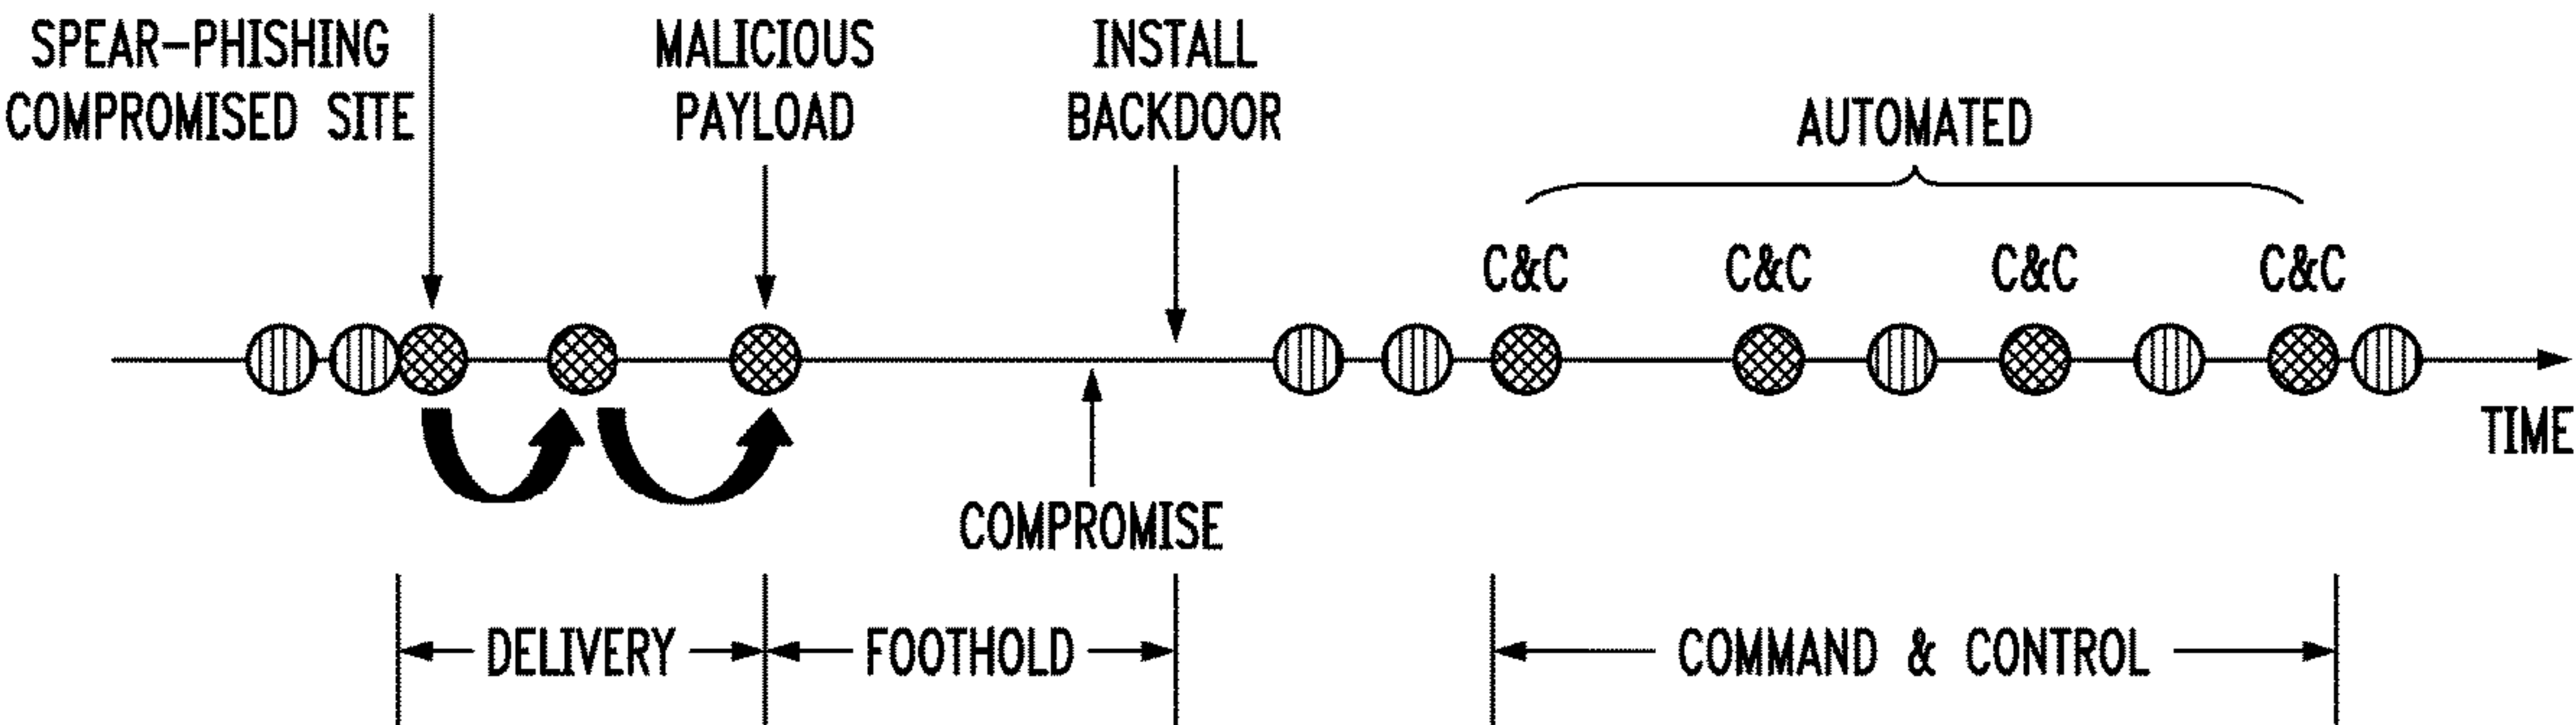 SPEAR-PHISHING
COMPROMISED SITE
MALICIOUS
PAYLOAD
INSTALL
BACKDOOR
AUTOMATED
C&C
C&C
C&C
C&C
TIME
COMPROMISE
DELIVERY
FOOTHOLD
COMMAND & CONTROL